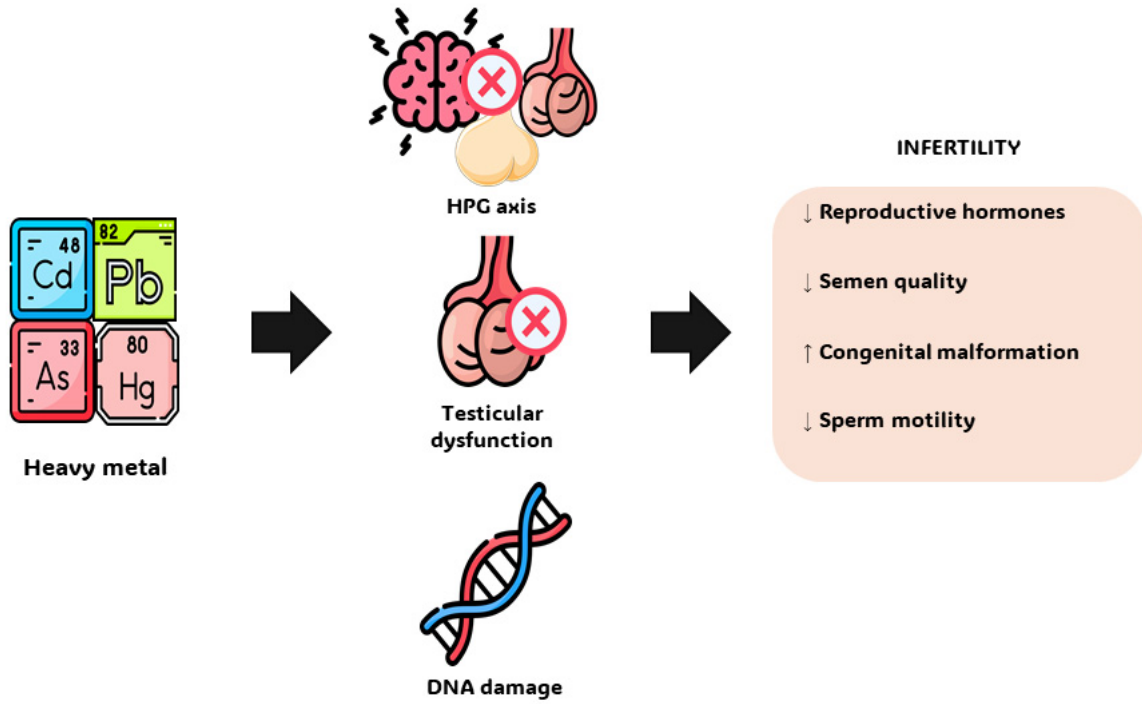 48
Cd
82
Pb
33
As
80
Hg
Heavy metal
HPG axis
Testicular
dysfunction
DNA damage
INFERTILITY
↓ Reproductive hormones
↓ Semen quality
↑ Congenital malformation
↓ Sperm motility